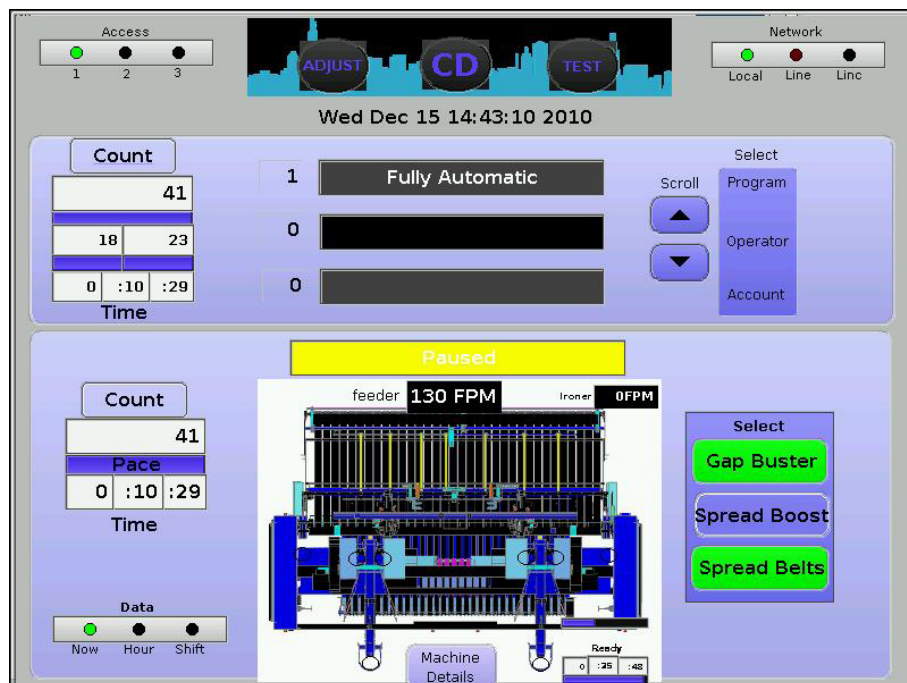 Access
1 2 3
ADJUST CD TEST
Network
Local Line Linc
Wed Dec 15 14:43:10 2010
Count
41
18 23
0 :10 :29
Time
1 Fully Automatic
0
0
Scroll
Select
Program
Operator
Account
Paused
Count
41
Pace
0 :10 :29
Time
feeder 130 FPM Ironer 0FPM
Select
Gap Buster
Spread Boost
Spread Belts
Data
Now Hour Shift
Machine
Details
Ready
0 :35 :48